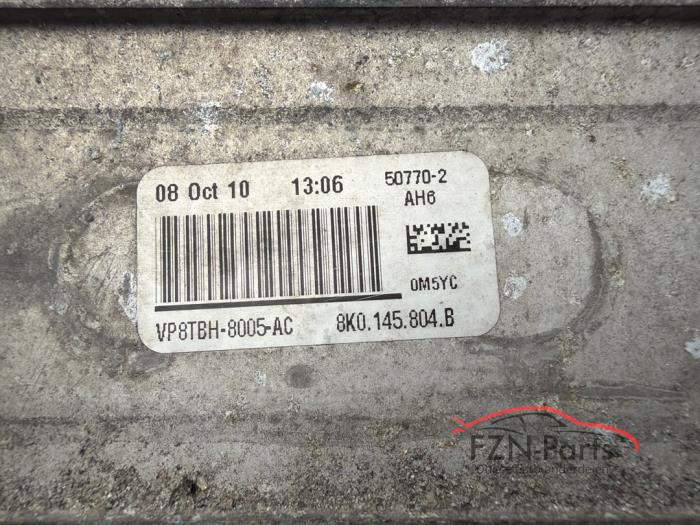 08 Oct 10 13:06 50770-2
AH6
0M5YC
VP8TBH-8005-AC 8K0.145.804.B
FZN-Parts